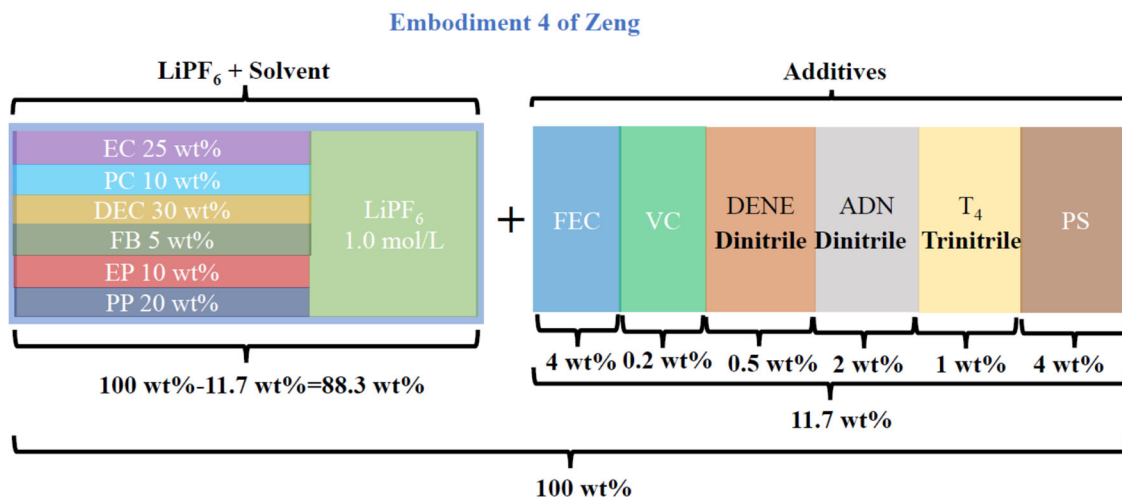 Embodiment 4 of Zeng
LiPF₆ + Solvent
Additives
EC 25 wt%
PC 10 wt%
DEC 30 wt%
FB 5 wt%
EP 10 wt%
PP 20 wt%
LiPF₆
1.0 mol/L
+
FEC
VC
DENE
Dinitrile
ADN
Dinitrile
T₄
Trinitrile
PS
4 wt%
0.2 wt%
0.5 wt%
2 wt%
1 wt%
4 wt%
100 wt%-11.7 wt%=88.3 wt%
11.7 wt%
100 wt%